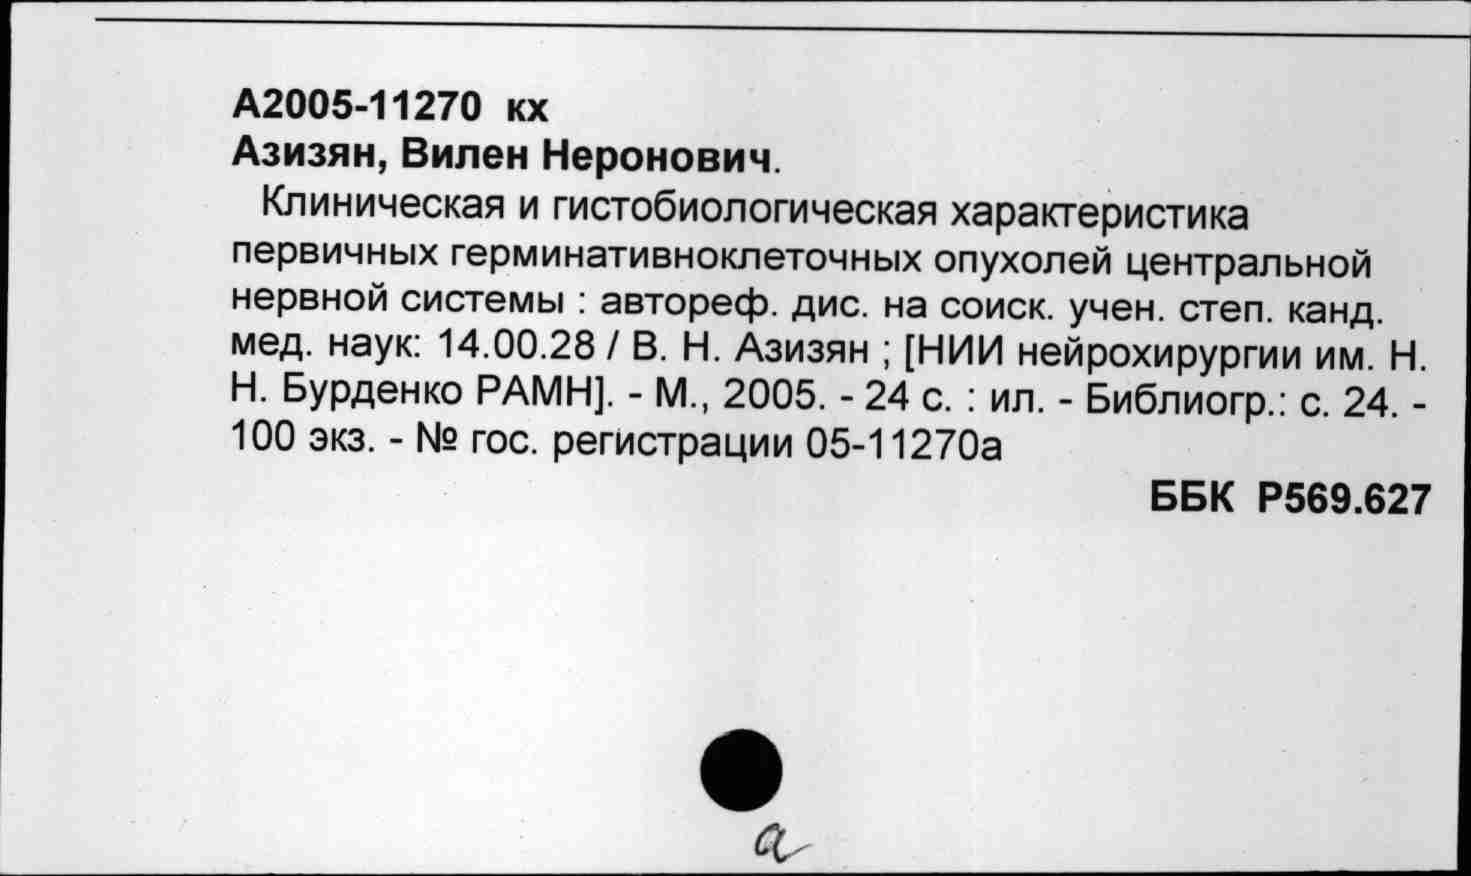 А2005-11270 кх
Азизян, Вилен Неронович.
Клиническая и гистобиологическая характеристика
первичных герминативноклеточных опухолей центральной
нервной системы : автореф. дис. на соиск. учен. степ. канд.
мед. наук: 14.00.28 / В. Н. Азизян ; [НИИ нейрохирургии им. Н.
Н. Бурденко РАМН]. - М., 2005. - 24 с. : ил. - Библиогр.: с. 24. -
100 экз. - № гос. регистрации 05-11270а
ББК Р569.627
а